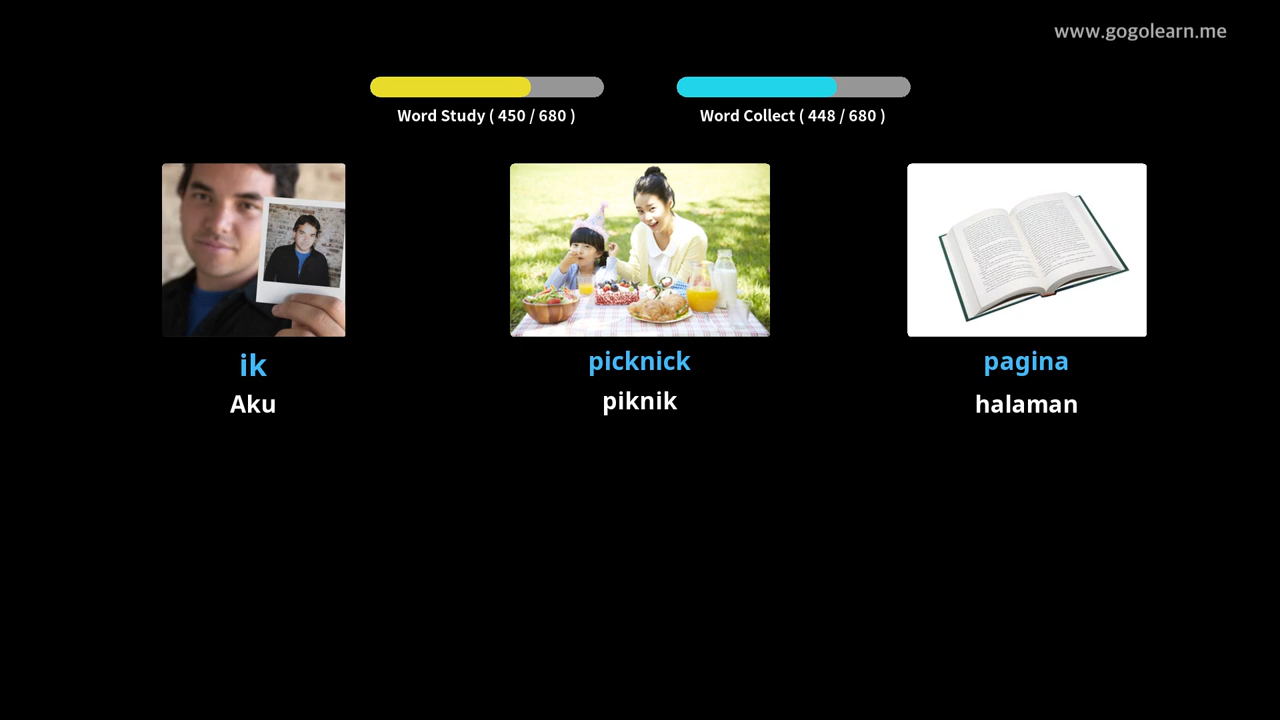 www.gogolearn.me
Word Study ( 450 / 680 )
Word Collect ( 448 / 680 )
ik
picknick
pagina
Aku
piknik
halaman